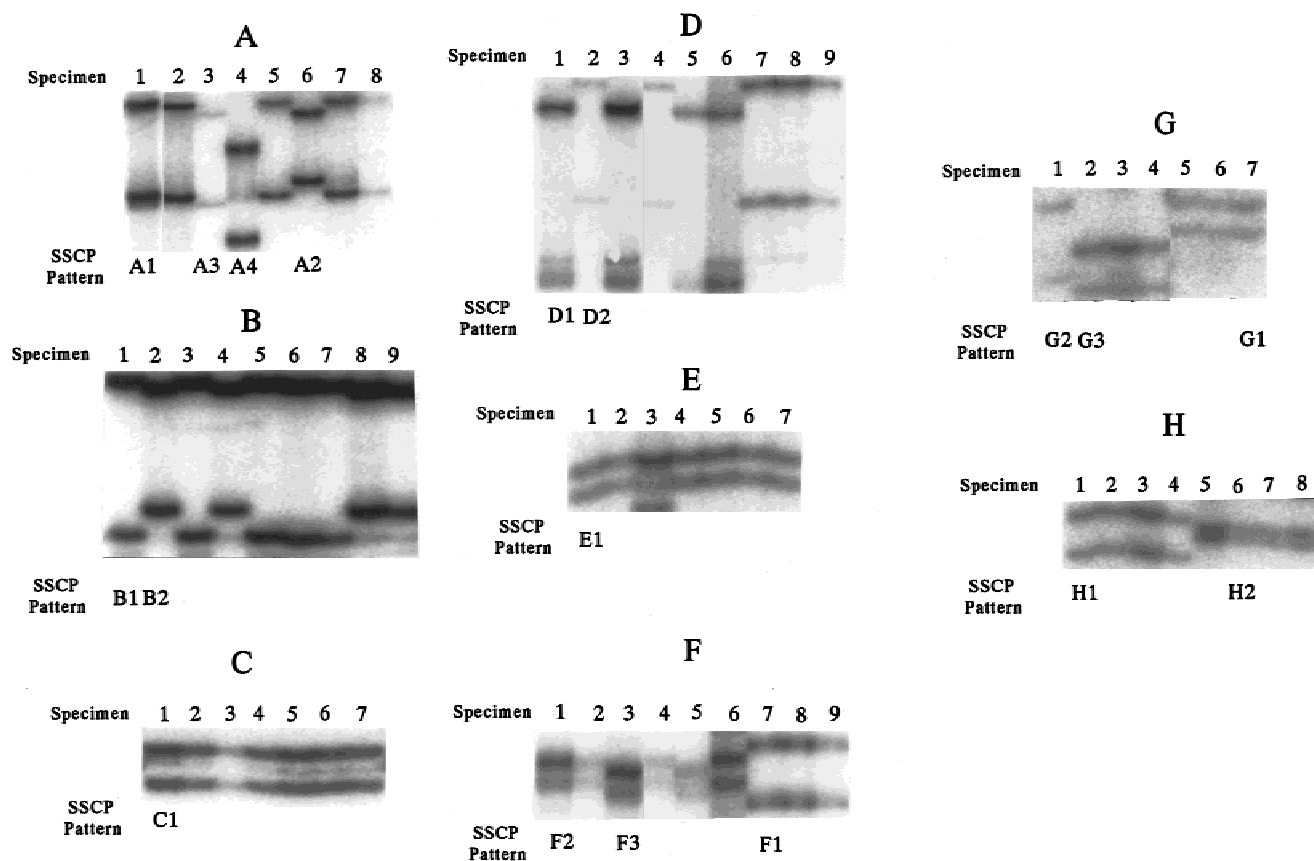 A
Specimen 1 2 3 4 5 6 7 8
SSCP
Pattern
A1 A3 A4 A2
B
Specimen 1 2 3 4 5 6 7 8 9
SSCP
Pattern
B1 B2
C
Specimen 1 2 3 4 5 6 7
SSCP
Pattern
C1
D
Specimen 1 2 3 4 5 6 7 8 9
SSCP
Pattern
D1 D2
E
Specimen 1 2 3 4 5 6 7
SSCP
Pattern
E1
F
Specimen 1 2 3 4 5 6 7 8 9
SSCP
Pattern
F2 F3 F1
G
Specimen 1 2 3 4 5 6 7
SSCP
Pattern
G2 G3 G1
H
Specimen 1 2 3 4 5 6 7 8
SSCP
Pattern
H1 H2